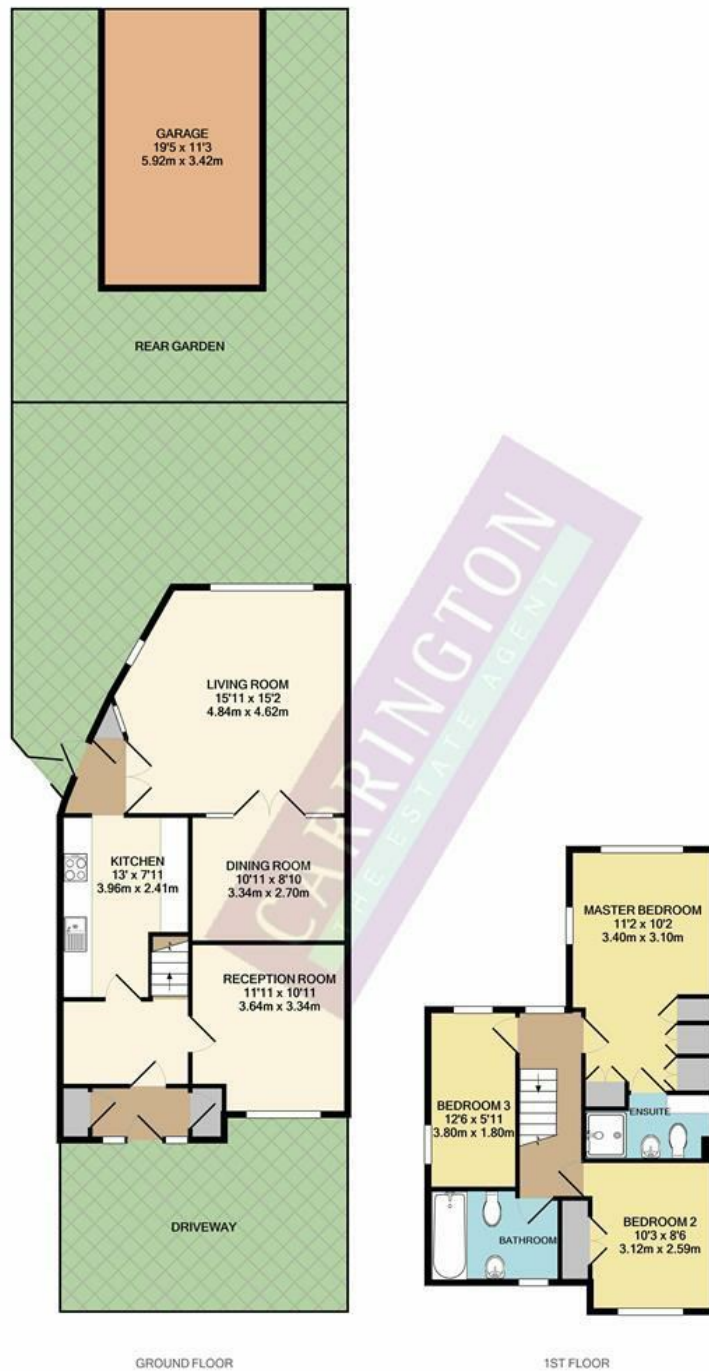 GARAGE
19'5 x 11'3
5.92m x 3.42m
REAR GARDEN
LIVING ROOM
15'11 x 15'2
4.84m x 4.62m
KITCHEN
13' x 7'11
3.96m x 2.41m
DINING ROOM
10'11 x 8'10
3.34m x 2.70m
RECEPTION ROOM
11'11 x 10'11
3.64m x 3.34m
DRIVEWAY
GROUND FLOOR
CARRINGTON
THE ESTATE AGENT
MASTER BEDROOM
11'2 x 10'2
3.40m x 3.10m
BEDROOM 3
12'6 x 5'11
3.80m x 1.80m
ENSUITE
BATHROOM
BEDROOM 2
10'3 x 8'6
3.12m x 2.59m
1ST FLOOR